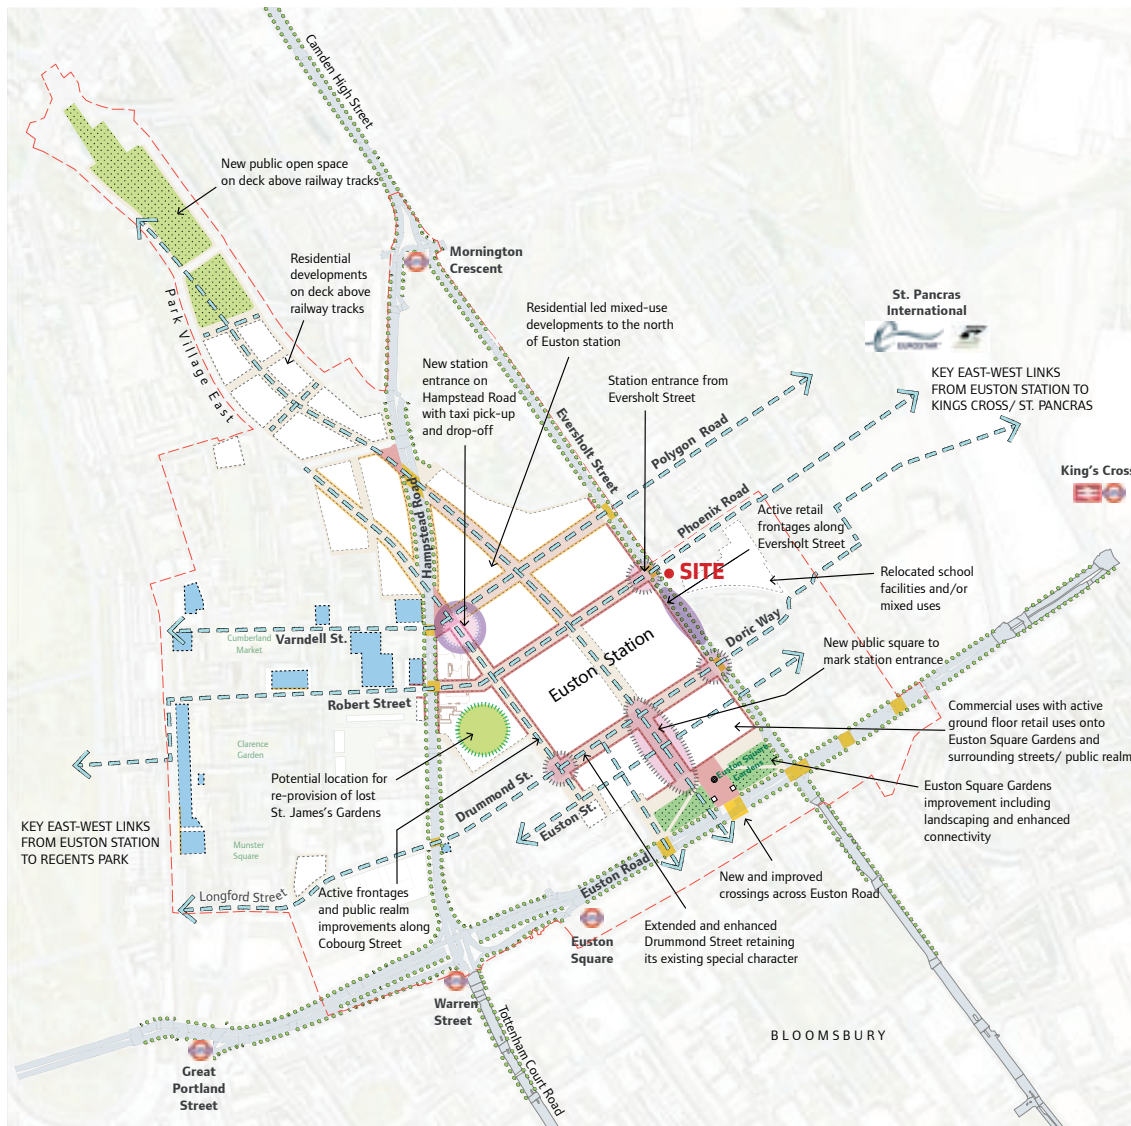 Camden High Street
New public open space
on deck above railway tracks
Mornington
Crescent
Residential
developments
on deck above
railway tracks
Park Village East
Residential led mixed-use
developments to the north
of Euston station
St. Pancras
International
EUROSTAR
New station
entrance on
Hampstead Road
with taxi pick-up
and drop-off
Station entrance from
Eversholt Street
KEY EAST-WEST LINKS
FROM EUSTON STATION TO
KINGS CROSS/ ST. PANCRAS
Eversholt Street
Polygon Road
King's Cross
Hampstead Road
Phoenix Road
Active retail
frontages along
Eversholt Street
SITE
Relocated school
facilities and/or
mixed uses
Doric Way
Cumberland
Market
Varndell St.
Euston Station
New public square to
mark station entrance
Robert Street
Commercial uses with active
ground floor retail uses onto
Euston Square Gardens and
surrounding streets/ public realm
Clarence
Garden
Potential location for
re-provision of lost
St. James's Gardens
Drummond St.
Euston St.
Euston Square
Gardens
Euston Square Gardens
improvement including
landscaping and enhanced
connectivity
KEY EAST-WEST LINKS
FROM EUSTON STATION
TO REGENTS PARK
Munster
Square
Longford Street
Active frontages
and public realm
improvements along
Cobourg Street
Euston Road
New and improved
crossings across Euston Road
Extended and enhanced
Drummond Street retaining
its existing special character
Euston
Square
Warren
Street
Tottenham Court Road
BLOOMSBURY
Great
Portland
Street